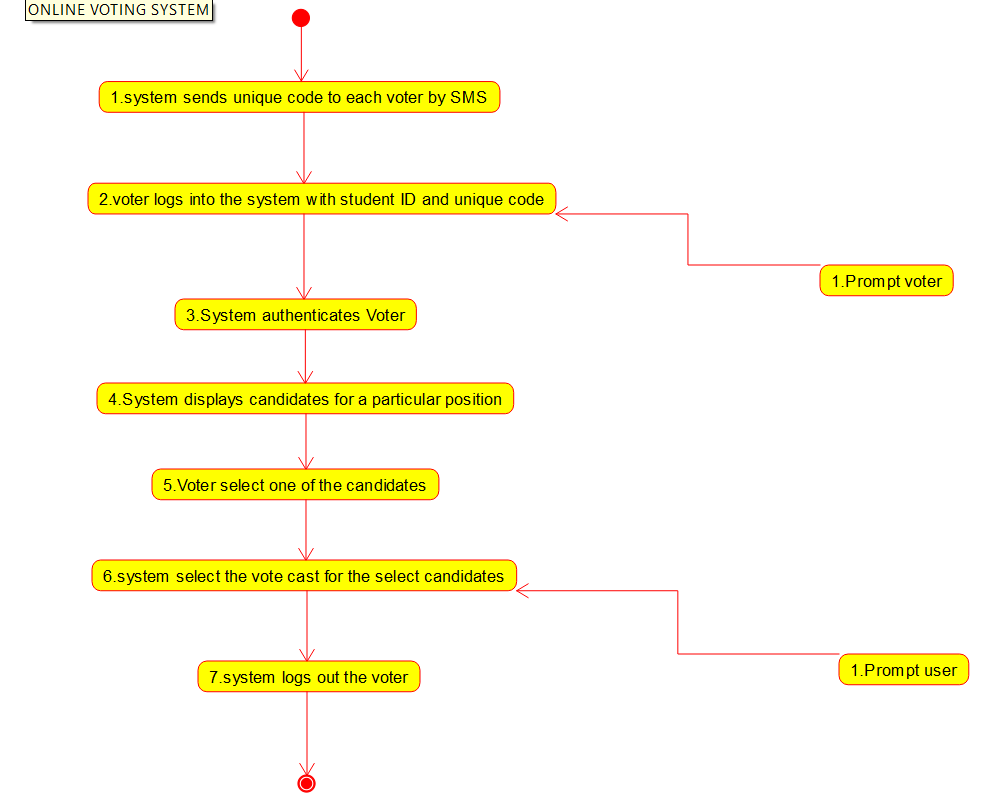 ONLINE VOTING SYSTEM
1.system sends unique code to each voter by SMS
2.voter logs into the system with student ID and unique code
1.Prompt voter
3.System authenticates Voter
4.System displays candidates for a particular position
5.Voter select one of the candidates
6.system select the vote cast for the select candidates
1.Prompt user
7.system logs out the voter